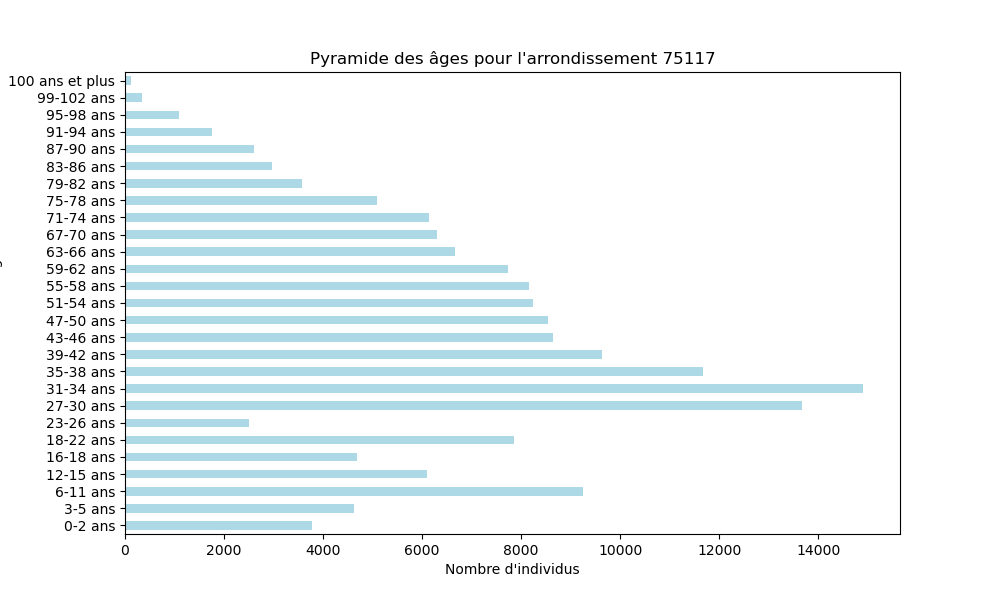 Pyramide des âges pour l'arrondissement 75117
100 ans et plus
99-102 ans
95-98 ans
91-94 ans
87-90 ans
83-86 ans
79-82 ans
75-78 ans
71-74 ans
67-70 ans
63-66 ans
59-62 ans
55-58 ans
51-54 ans
47-50 ans
43-46 ans
39-42 ans
35-38 ans
31-34 ans
27-30 ans
23-26 ans
18-22 ans
16-18 ans
12-15 ans
6-11 ans
3-5 ans
0-2 ans
0 2000 4000 6000 8000 10000 12000 14000
Nombre d'individus